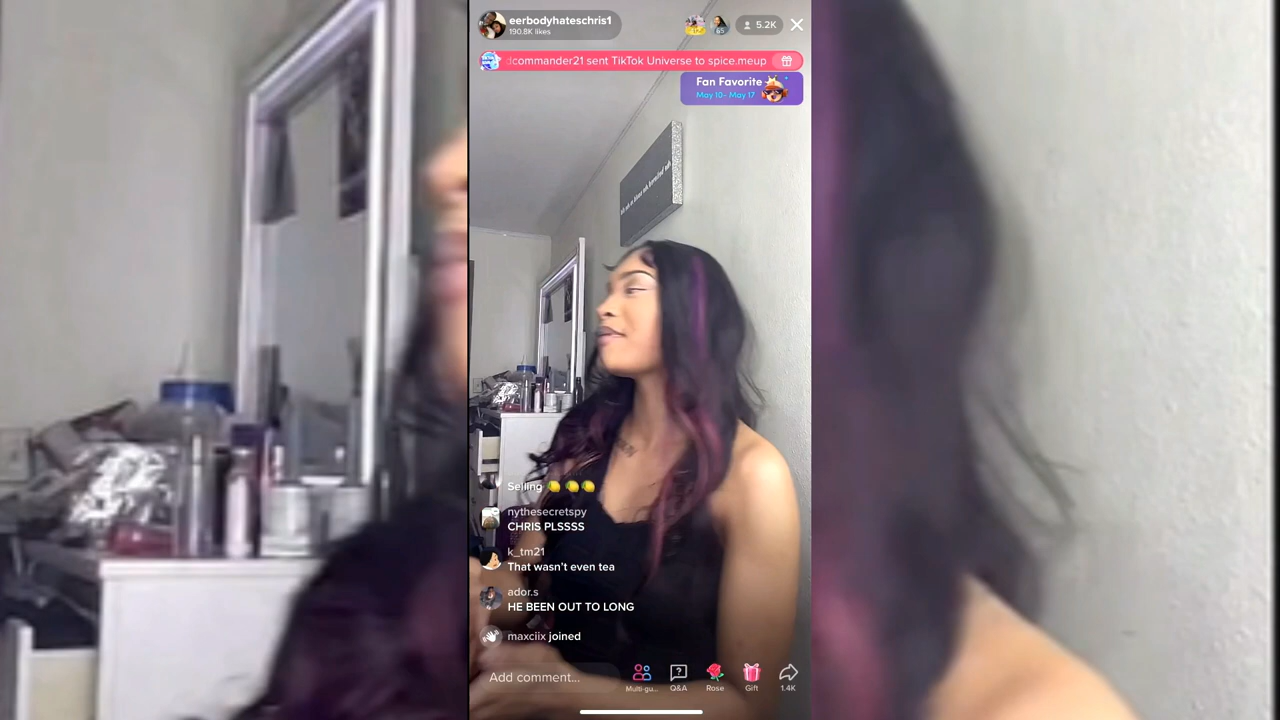 eerbodyhateschris1
190.8K likes
65
5.2K
commander21 sent TikTok Universe to spice.meup
Fan Favorite
May 10- May 17
Selling 🍋🍋🍋
nythesecretspy
CHRIS PLSSSS
k_tm21
That wasn't even tea
ador.s
HE BEEN OUT TO LONG
maxciix joined
Add comment...
Multi-gu...
Q&A
Rose
Gift
1.4K